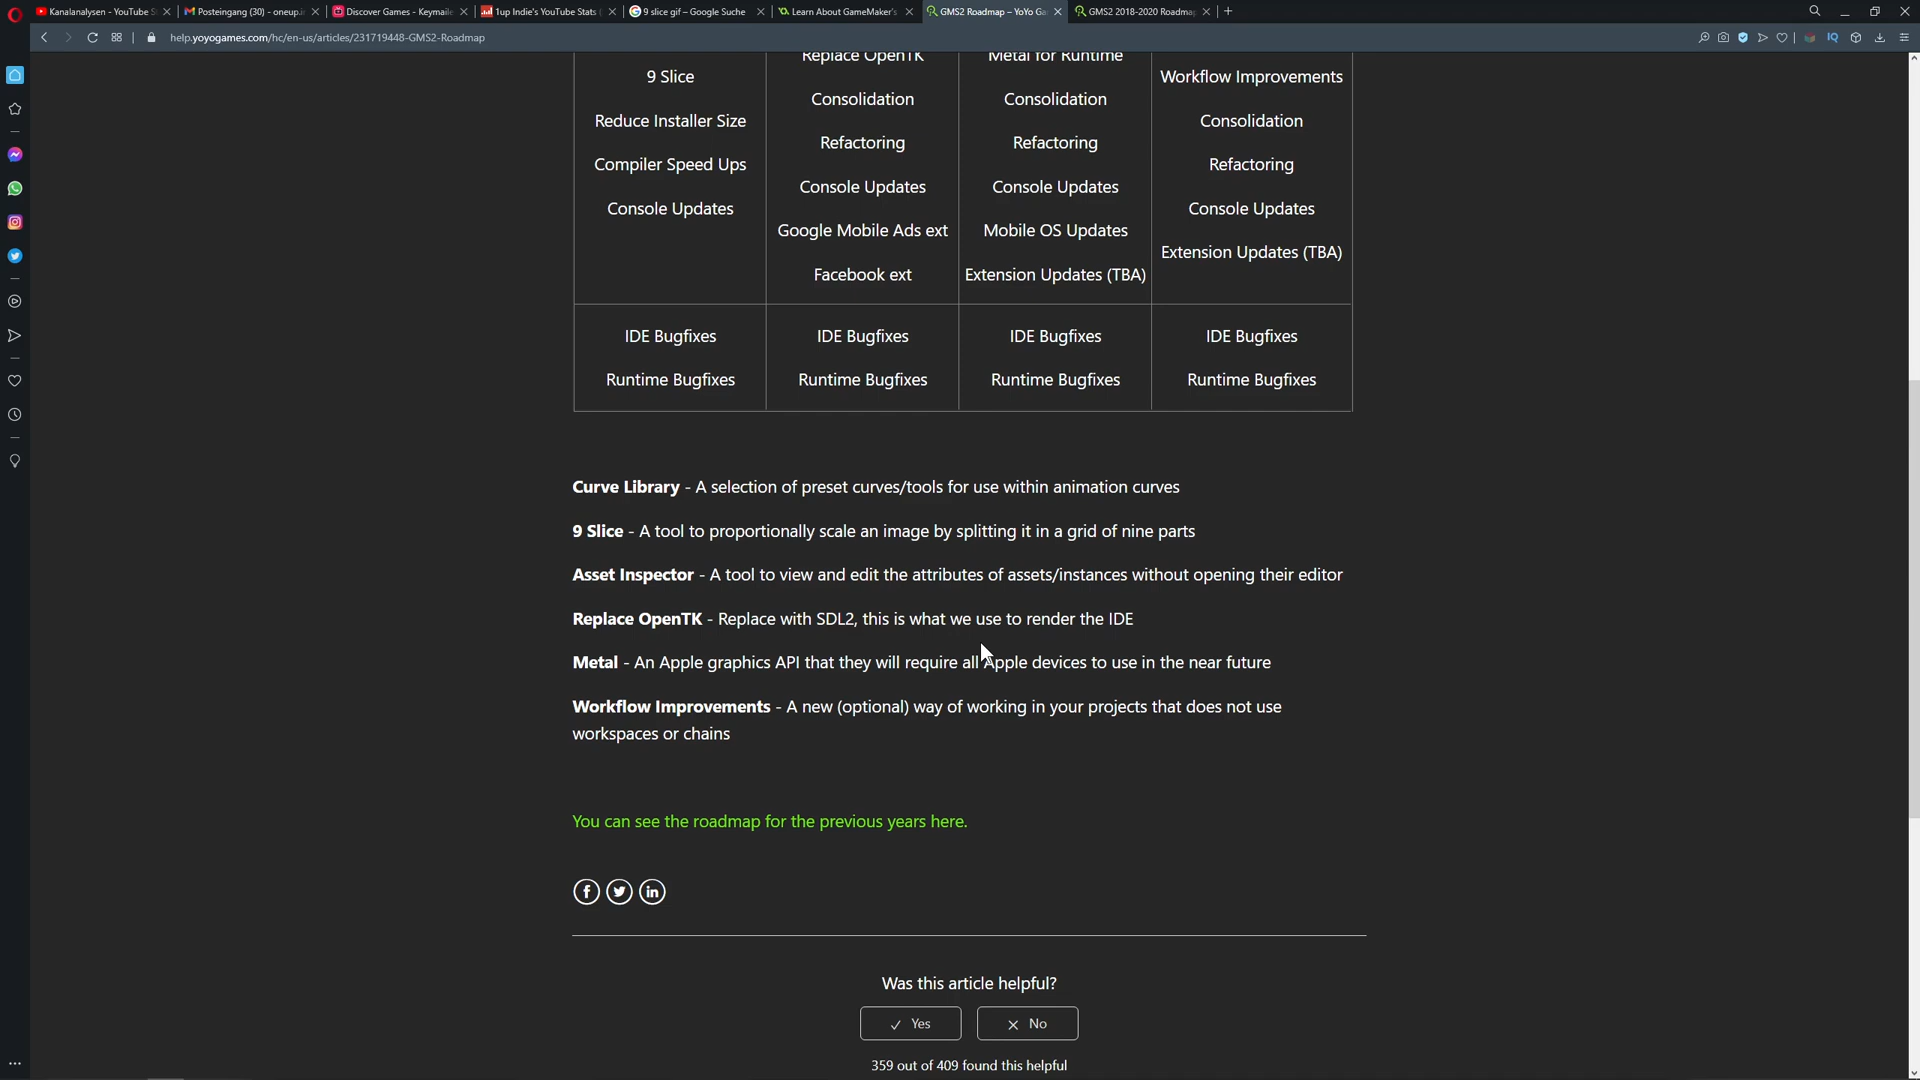 Kanalanalysen - YouTube S
Posteingang (30) - oneup.i
Discover Games - Keymaile
1up Indie's YouTube Stats
9 slice gif – Google Suche
Learn About GameMaker's
GMS2 Roadmap – YoYo Ga
GMS2 2018-2020 Roadma
help.yoyogames.com/hc/en-us/articles/231719448-GMS2-Roadmap
9 Slice
Reduce Installer Size
Compiler Speed Ups
Console Updates
Replace OpenTK
Consolidation
Refactoring
Console Updates
Google Mobile Ads ext
Facebook ext
Metal for Runtime
Consolidation
Refactoring
Console Updates
Mobile OS Updates
Extension Updates (TBA)
Workflow Improvements
Consolidation
Refactoring
Console Updates
Extension Updates (TBA)
IDE Bugfixes
Runtime Bugfixes
IDE Bugfixes
Runtime Bugfixes
IDE Bugfixes
Runtime Bugfixes
IDE Bugfixes
Runtime Bugfixes
Curve Library - A selection of preset curves/tools for use within animation curves
9 Slice - A tool to proportionally scale an image by splitting it in a grid of nine parts
Asset Inspector - A tool to view and edit the attributes of assets/instances without opening their editor
Replace OpenTK - Replace with SDL2, this is what we use to render the IDE
Metal - An Apple graphics API that they will require all Apple devices to use in the near future
Workflow Improvements - A new (optional) way of working in your projects that does not use
workspaces or chains
You can see the roadmap for the previous years here.
Was this article helpful?
Yes
No
359 out of 409 found this helpful